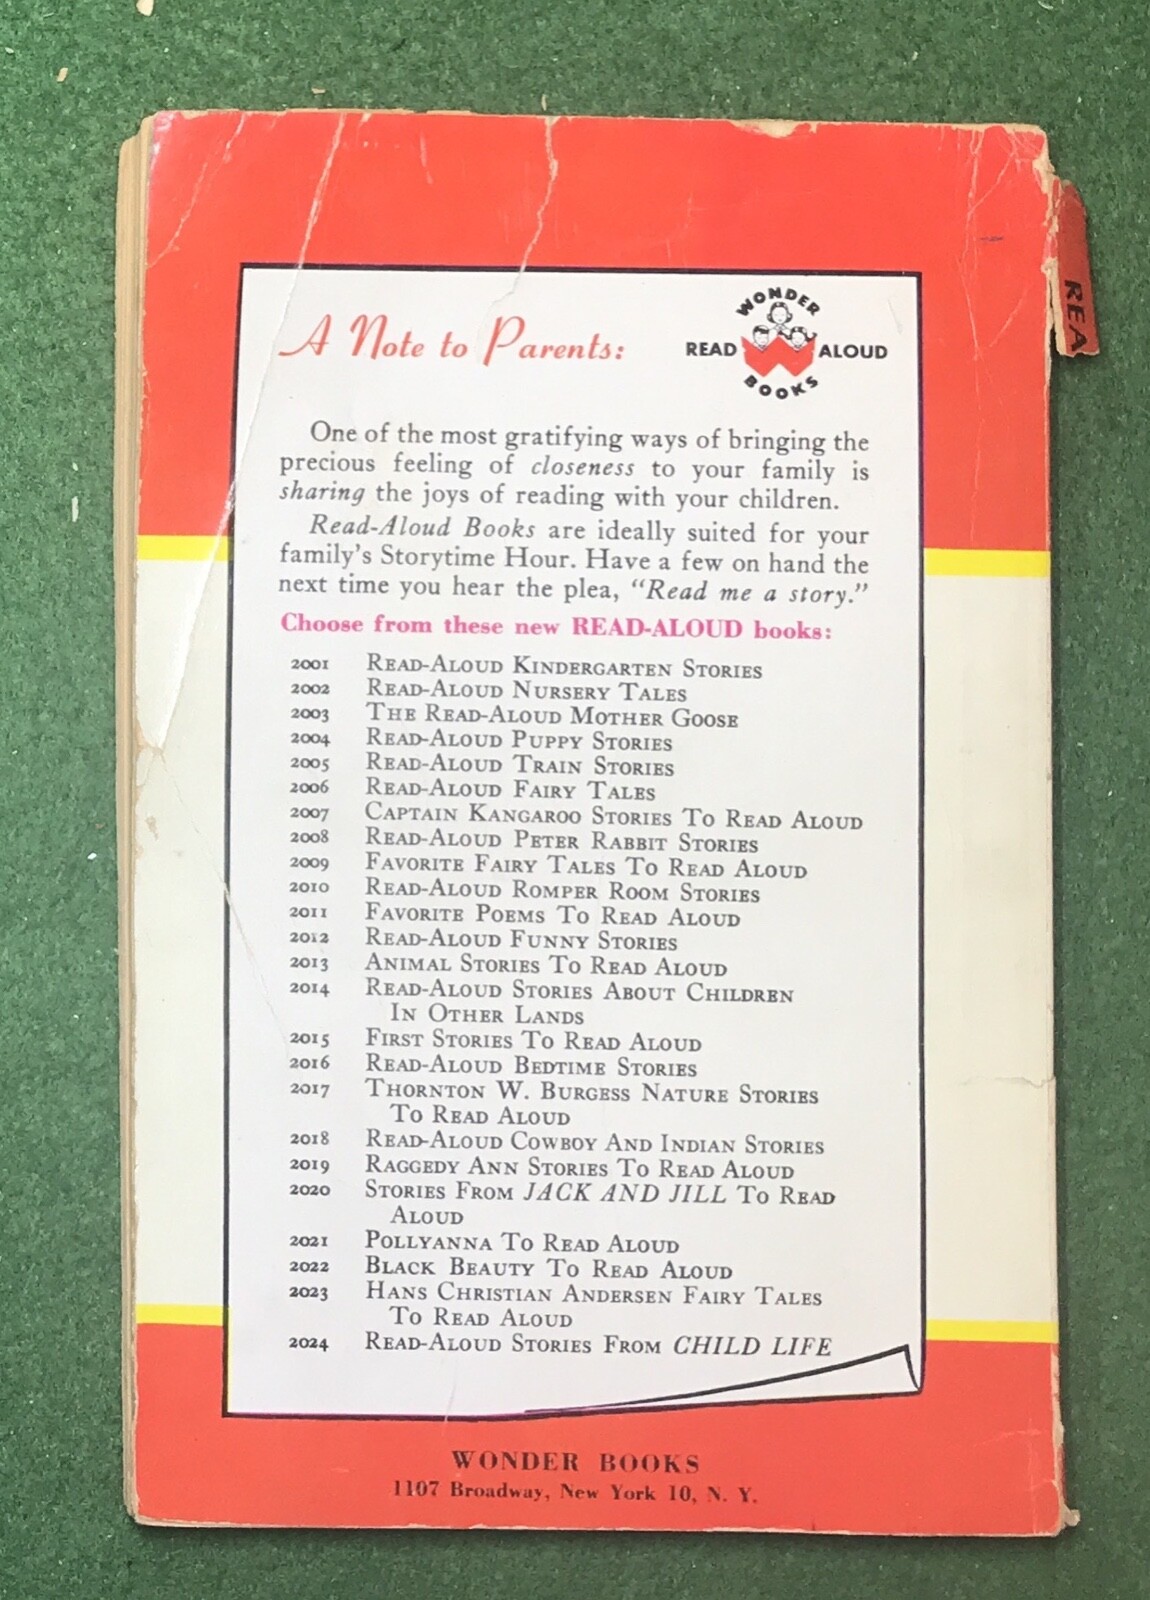 A Note to Parents:
WONDER
READ ALOUD
BOOKS
One of the most gratifying ways of bringing the
precious feeling of closeness to your family is
sharing the joys of reading with your children.
Read-Aloud Books are ideally suited for your
family's Storytime Hour. Have a few on hand the
next time you hear the plea, "Read me a story."
Choose from these new READ-ALOUD books:
2001 READ-ALOUD KINDERGARTEN STORIES
2002 READ-ALOUD NURSERY TALES
2003 THE READ-ALOUD MOTHER GOOSE
2004 READ-ALOUD PUPPY STORIES
2005 READ-ALOUD TRAIN STORIES
2006 READ-ALOUD FAIRY TALES
2007 CAPTAIN KANGAROO STORIES TO READ ALOUD
2008 READ-ALOUD PETER RABBIT STORIES
2009 FAVORITE FAIRY TALES TO READ ALOUD
2010 READ-ALOUD ROMPER ROOM STORIES
2011 FAVORITE POEMS TO READ ALOUD
2012 READ-ALOUD FUNNY STORIES
2013 ANIMAL STORIES TO READ ALOUD
2014 READ-ALOUD STORIES ABOUT CHILDREN
IN OTHER LANDS
2015 FIRST STORIES TO READ ALOUD
2016 READ-ALOUD BEDTIME STORIES
2017 THORNTON W. BURGESS NATURE STORIES
TO READ ALOUD
2018 READ-ALOUD COWBOY AND INDIAN STORIES
2019 RAGGEDY ANN STORIES TO READ ALOUD
2020 STORIES FROM JACK AND JILL TO READ
ALOUD
2021 POLLYANNA TO READ ALOUD
2022 BLACK BEAUTY TO READ ALOUD
2023 HANS CHRISTIAN ANDERSEN FAIRY TALES
TO READ ALOUD
2024 READ-ALOUD STORIES FROM CHILD LIFE
WONDER BOOKS
1107 Broadway, New York 10, N. Y.
REA